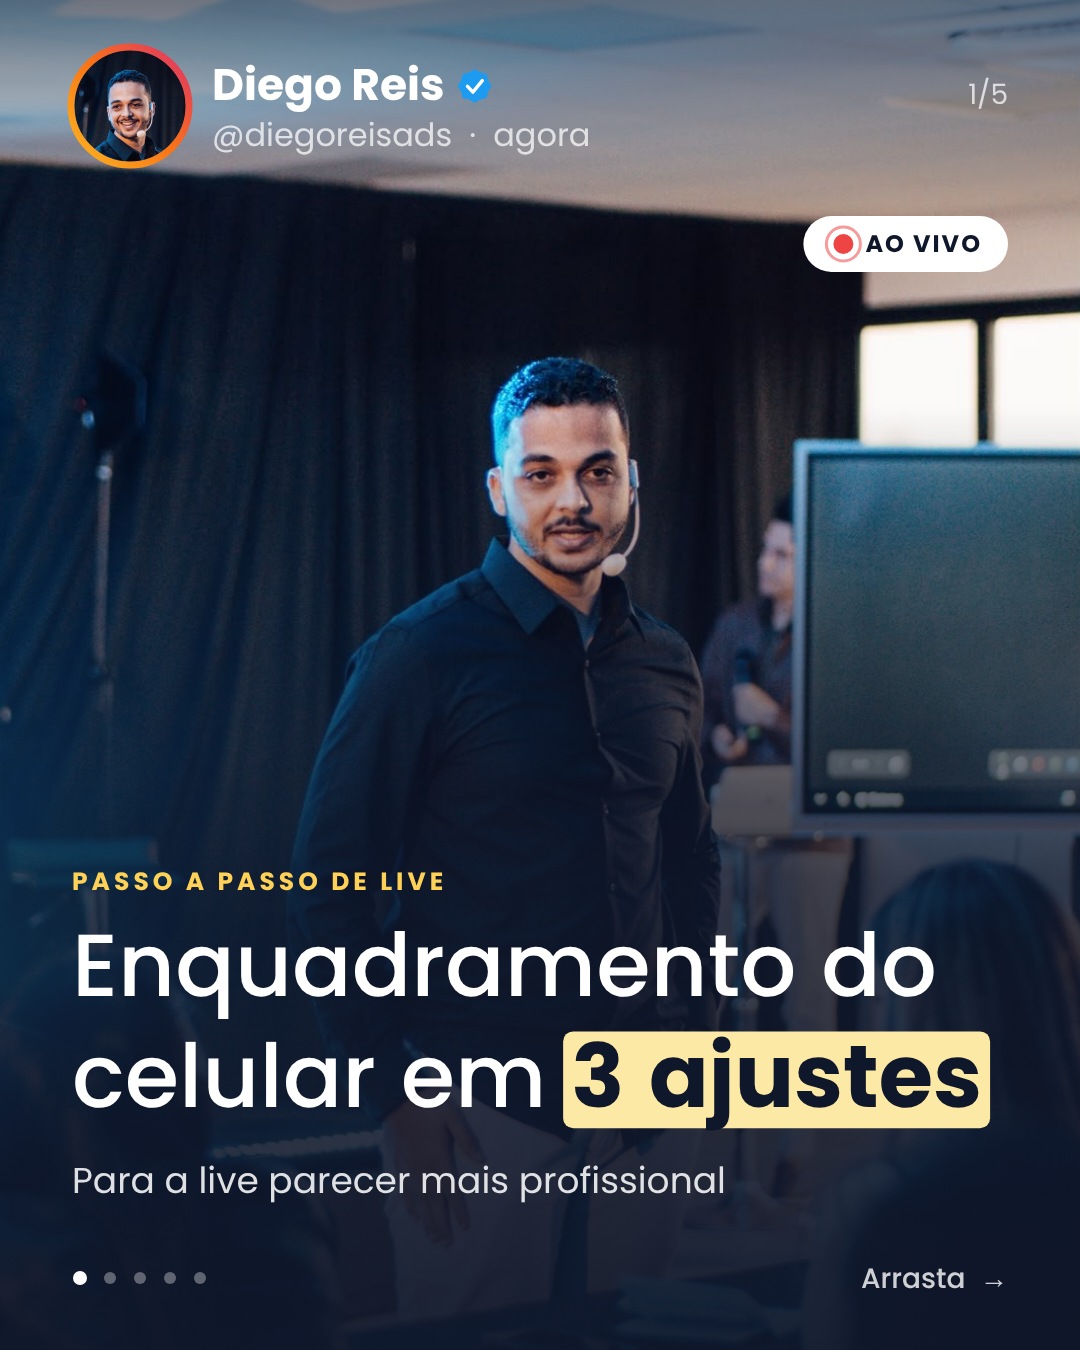 Diego Reis
@diegoreisads · agora
1/5
AO VIVO
PASSO A PASSO DE LIVE
Enquadramento do
celular em 3 ajustes
Para a live parecer mais profissional
Arrasta →